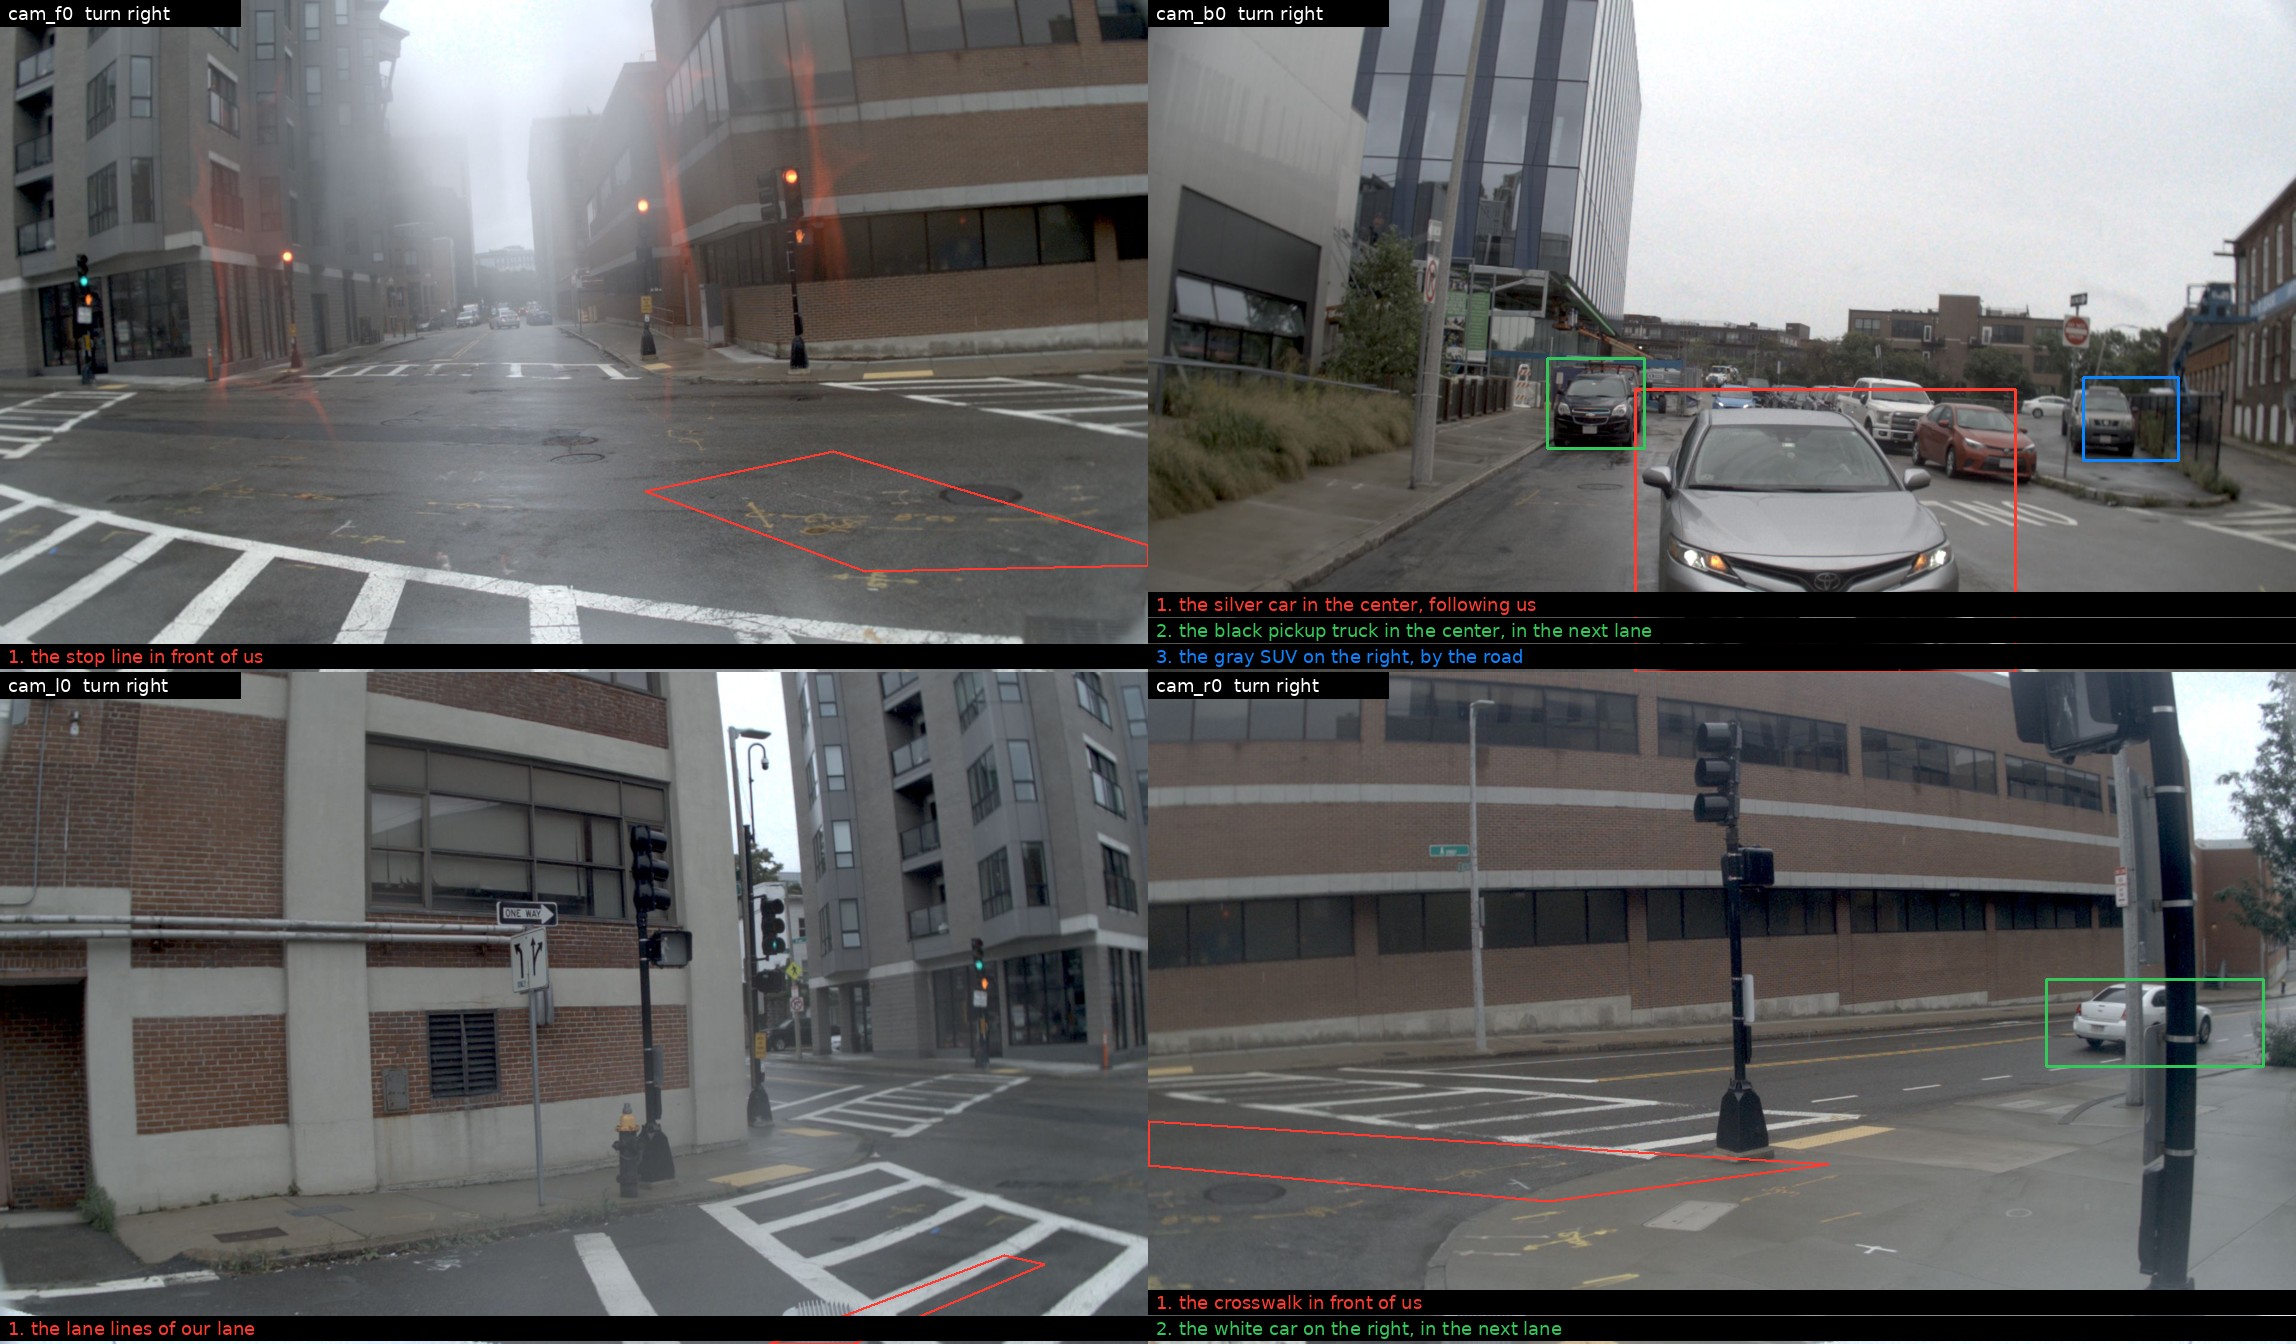 cam_f0 turn right
1. the stop line in front of us
cam_b0 turn right
1. the silver car in the center, following us
2. the black pickup truck in the center, in the next lane
3. the gray SUV on the right, by the road
cam_l0 turn right
ONE WAY
ONLY
1. the lane lines of our lane
cam_r0 turn right
1. the crosswalk in front of us
2. the white car on the right, in the next lane